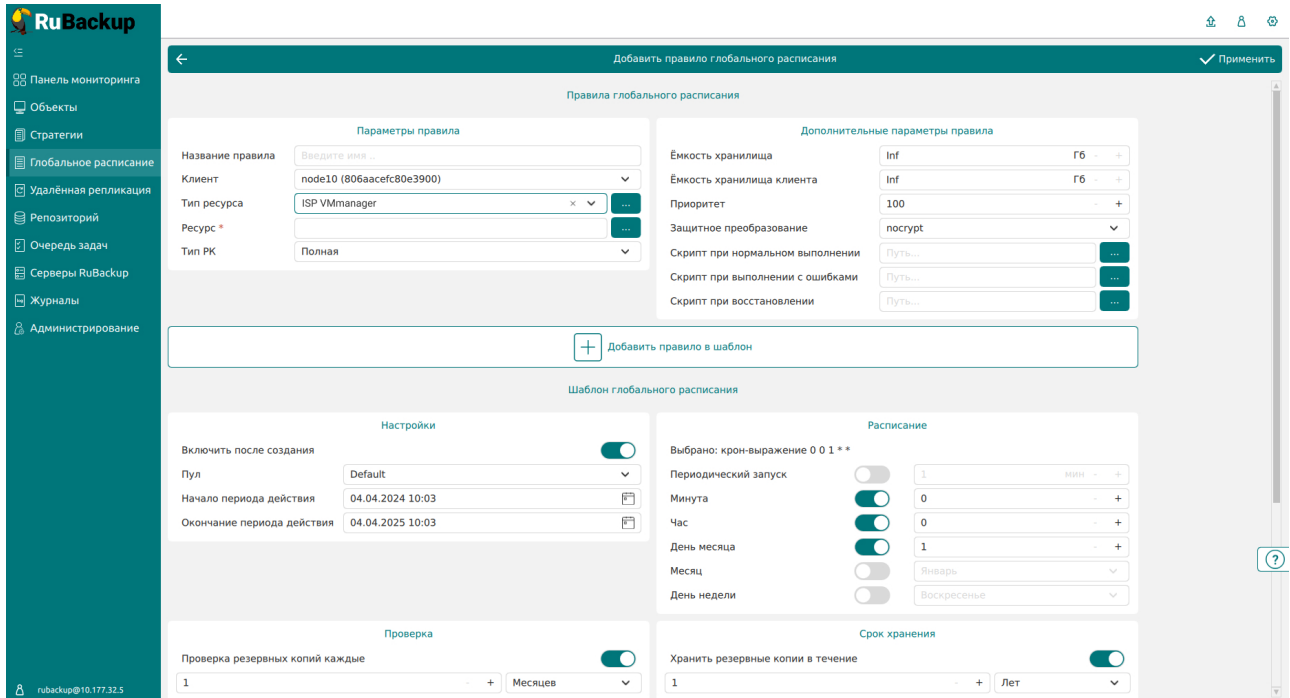 RuBackup
Панель мониторинга
Объекты
Стратегии
Глобальное расписание
Удалённая репликация
Репозиторий
Очередь задач
Серверы RuBackup
Журналы
Администрирование
rubackup@10.177.32.5
Добавить правило глобального расписания
Применить
Правила глобального расписания
Параметры правила
Название правила Введите имя ..
Клиент node10 (806aacefc80e3900)
Тип ресурса ISP VMmanager × ...
Ресурс * ...
Тип РК Полная
Дополнительные параметры правила
Ёмкость хранилища Inf Гб - +
Ёмкость хранилища клиента Inf Гб - +
Приоритет 100 - +
Защитное преобразование nocrypt
Скрипт при нормальном выполнении Путь... ...
Скрипт при выполнении с ошибками Путь... ...
Скрипт при восстановлении Путь... ...
Добавить правило в шаблон
Шаблон глобального расписания
Настройки
Включить после создания
Пул Default
Начало периода действия 04.04.2024 10:03
Окончание периода действия 04.04.2025 10:03
Расписание
Выбрано: крон-выражение 0 0 1 * *
Периодический запуск 1 мин - +
Минута 0 - +
Час 0 - +
День месяца 1 - +
Месяц Январь
День недели Воскресенье
Проверка
Проверка резервных копий каждые
1 - + Месяцев
Срок хранения
Хранить резервные копии в течение
1 - + Лет
?